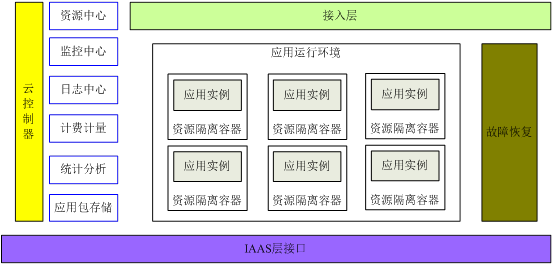 云控制器
资源中心
监控中心
日志中心
计费计量
统计分析
应用包存储
接入层
应用运行环境
应用实例
资源隔离容器
应用实例
资源隔离容器
应用实例
资源隔离容器
应用实例
资源隔离容器
应用实例
资源隔离容器
应用实例
资源隔离容器
故障恢复
IAAS层接口